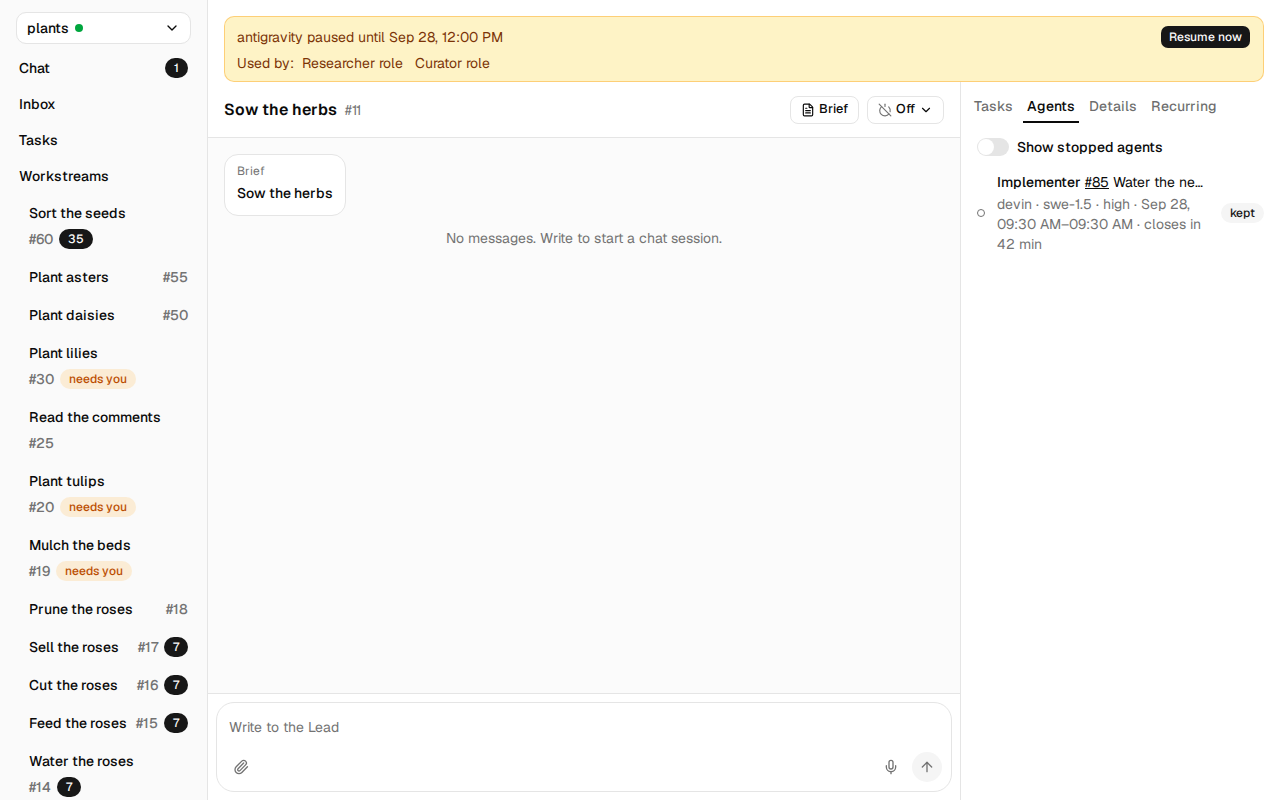 plants
Chat 1
Inbox
Tasks
Workstreams
Sort the seeds
#60 35
Plant asters #55
Plant daisies #50
Plant lilies
#30 needs you
Read the comments
#25
Plant tulips
#20 needs you
Mulch the beds
#19 needs you
Prune the roses #18
Sell the roses #17 7
Cut the roses #16 7
Feed the roses #15 7
Water the roses
#14 7
antigravity paused until Sep 28, 12:00 PM
Resume now
Used by: Researcher role Curator role
Sow the herbs #11
Brief
Off
Brief
Sow the herbs
No messages. Write to start a chat session.
Write to the Lead
Tasks Agents Details Recurring
Show stopped agents
Implementer #85 Water the ne…
devin · swe-1.5 · high · Sep 28,
09:30 AM–09:30 AM · closes in
42 min
kept